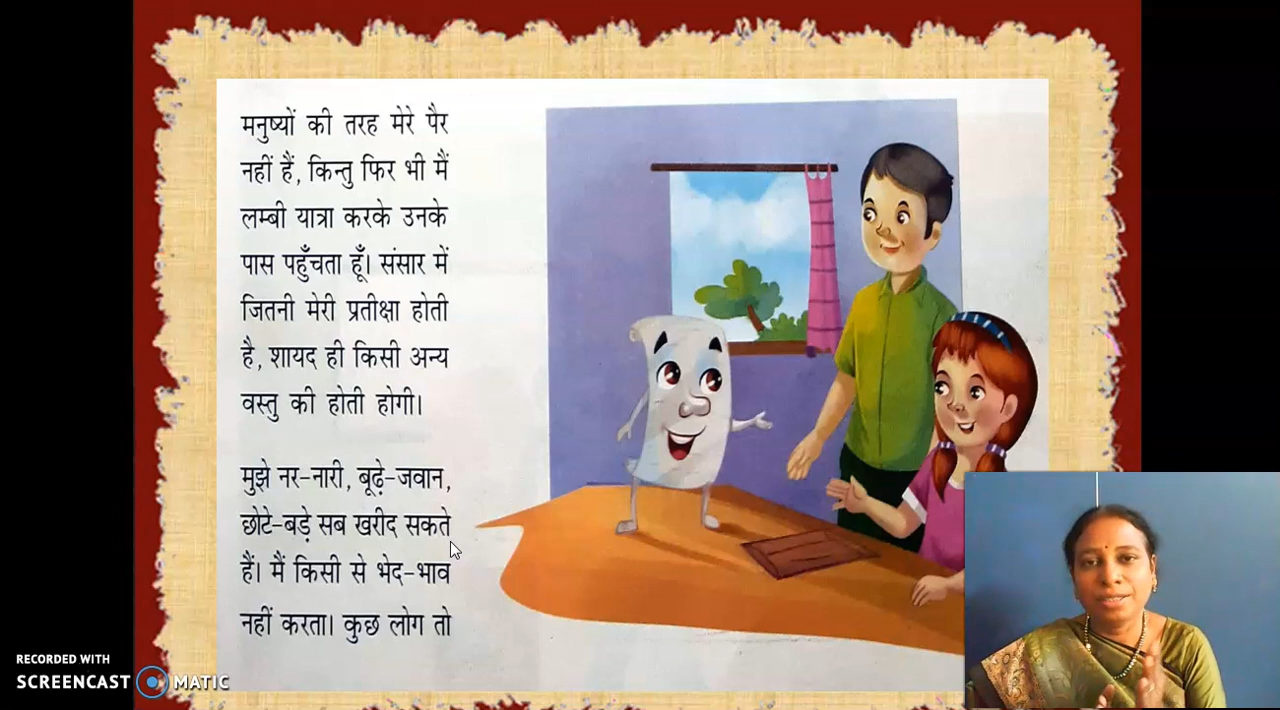 मनुष्यों की तरह मेरे पैर
नहीं हैं, किन्तु फिर भी मैं
लम्बी यात्रा करके उनके
पास पहुँचता हूँ। संसार में
जितनी मेरी प्रतीक्षा होती
है, शायद ही किसी अन्य
वस्तु की होती होगी।
मुझे नर-नारी, बूढ़े-जवान,
छोटे-बड़े सब खरीद सकते
हैं। मैं किसी से भेद-भाव
नहीं करता। कुछ लोग तो
RECORDED WITH
SCREENCAST MATIC